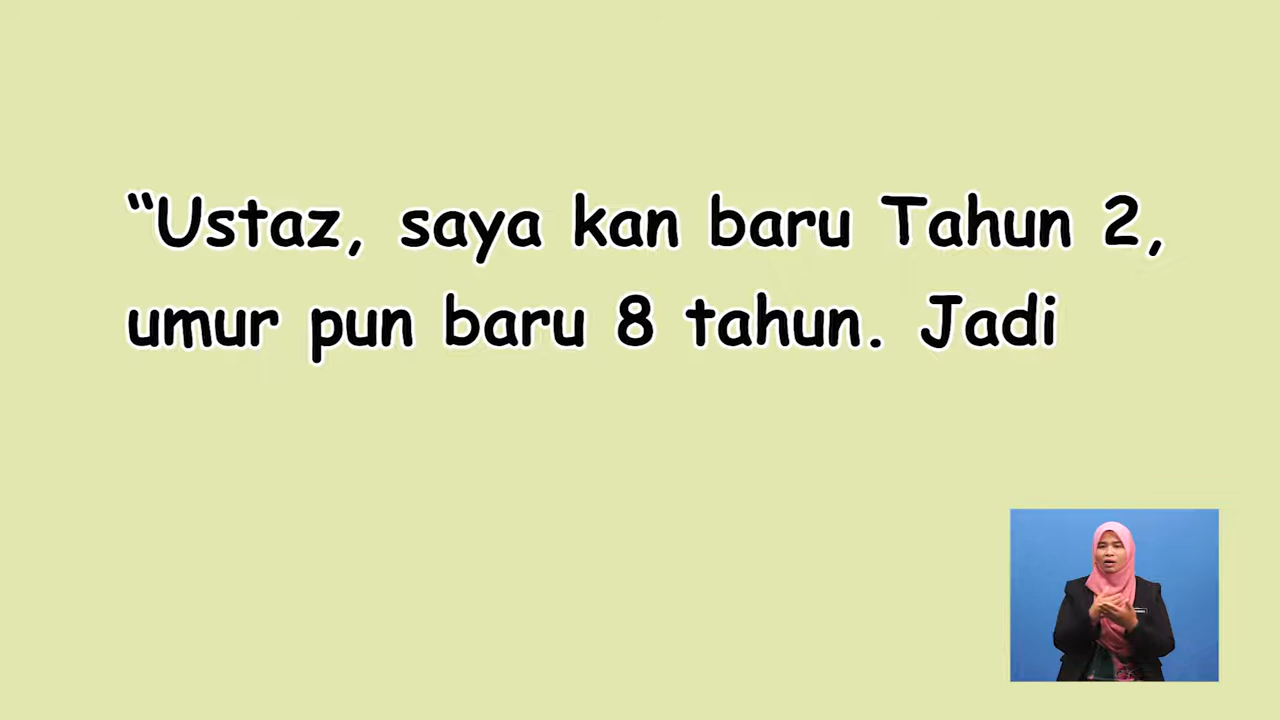 “Ustaz, saya kan baru Tahun 2,
umur pun baru 8 tahun. Jadi